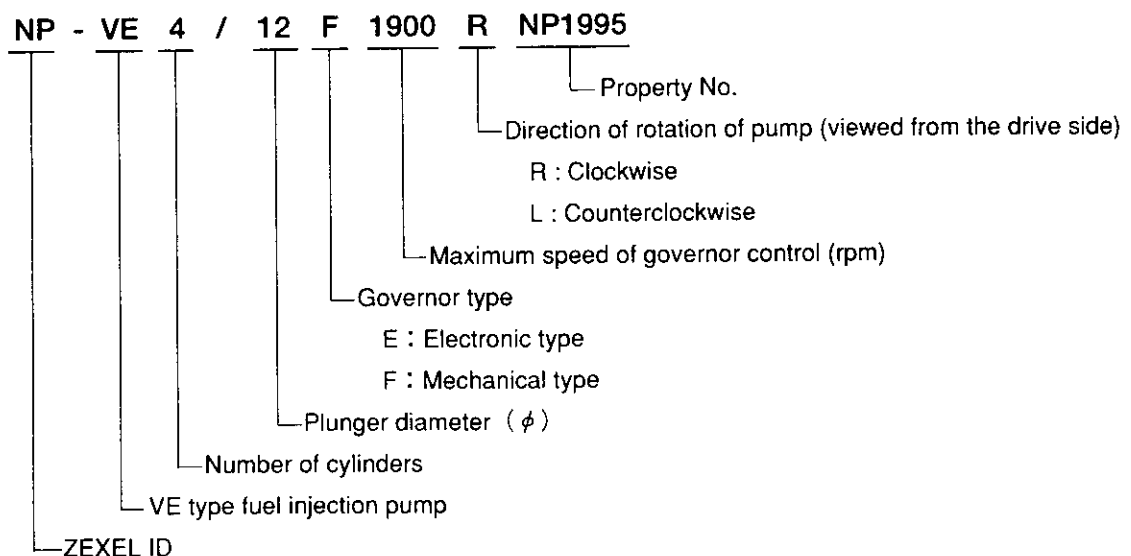 NP - VE 4 / 12 F 1900 R NP1995
Property No.
Direction of rotation of pump (viewed from the drive side)
R : Clockwise
L : Counterclockwise
Maximum speed of governor control (rpm)
Governor type
E : Electronic type
F : Mechanical type
Plunger diameter ( ϕ )
Number of cylinders
VE type fuel injection pump
ZEXEL ID